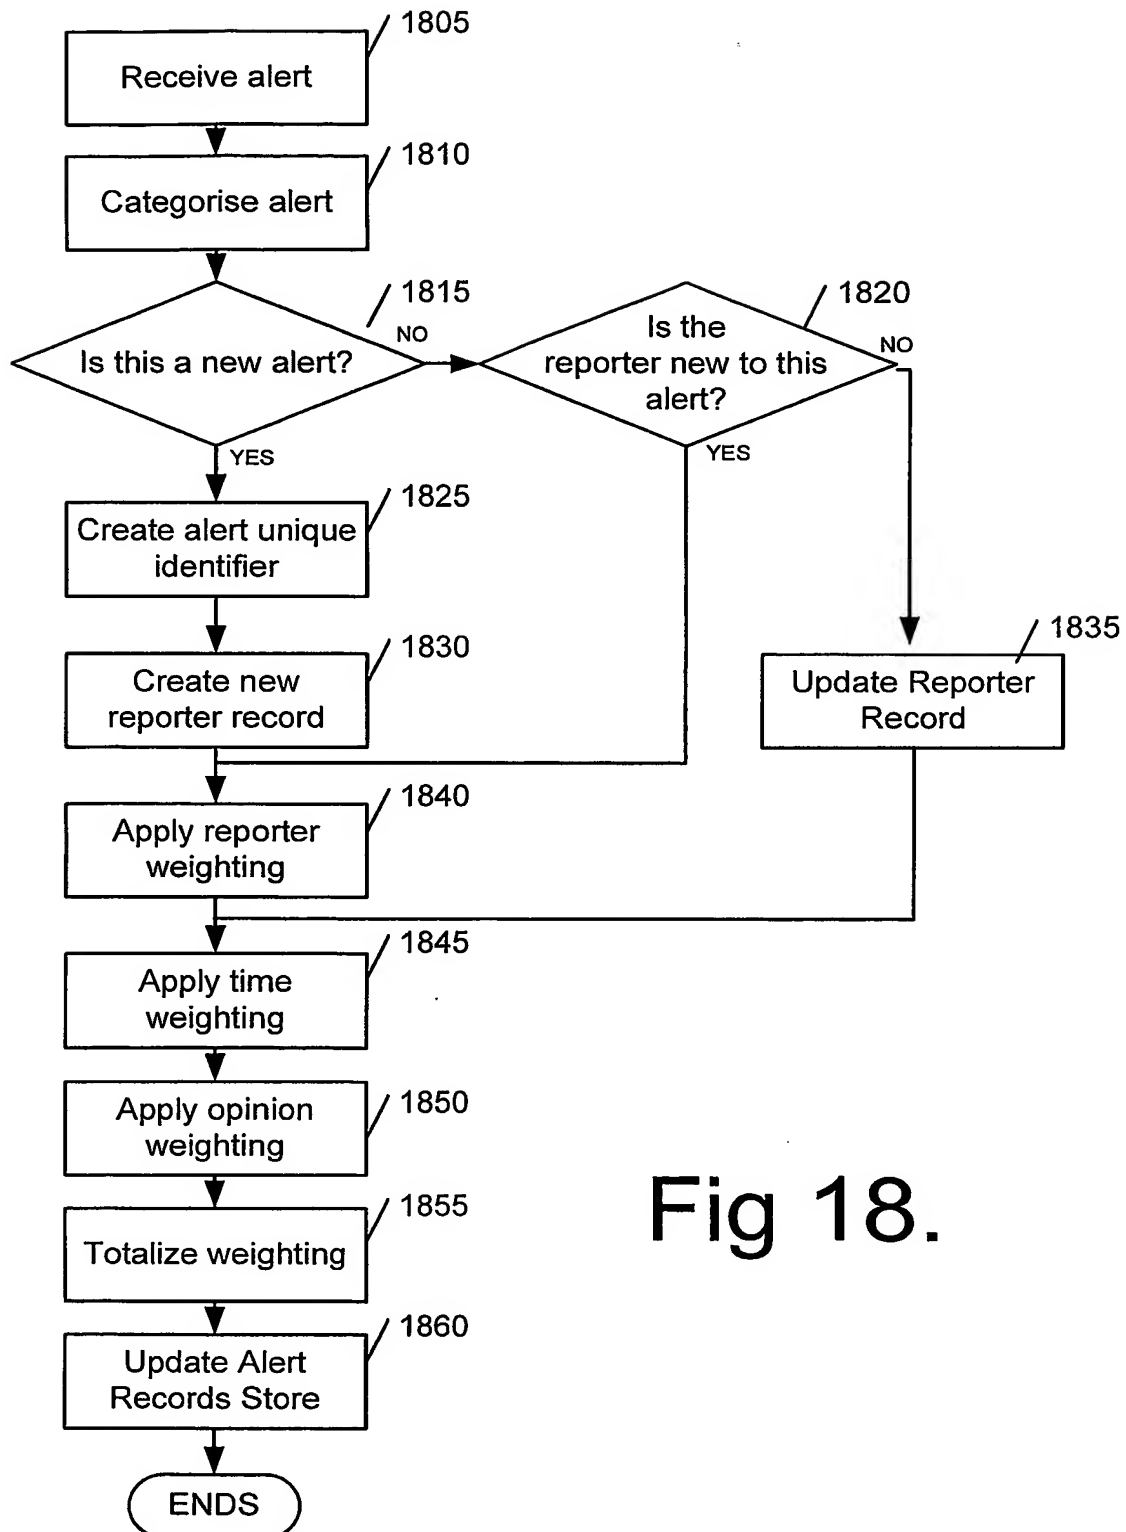 1805
Receive alert
1810
Categorise alert
1815
Is this a new alert?
NO
YES
1820
Is the
reporter new to this
alert?
NO
YES
1825
Create alert unique
identifier
1830
Create new
reporter record
1835
Update Reporter
Record
1840
Apply reporter
weighting
1845
Apply time
weighting
1850
Apply opinion
weighting
1855
Totalize weighting
1860
Update Alert
Records Store
ENDS
Fig 18.